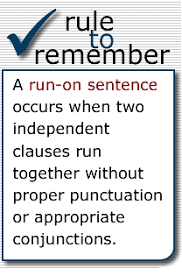 rule
to
remember
A run-on sentence
occurs when two
independent
clauses run
together without
proper punctuation
or appropriate
conjunctions.